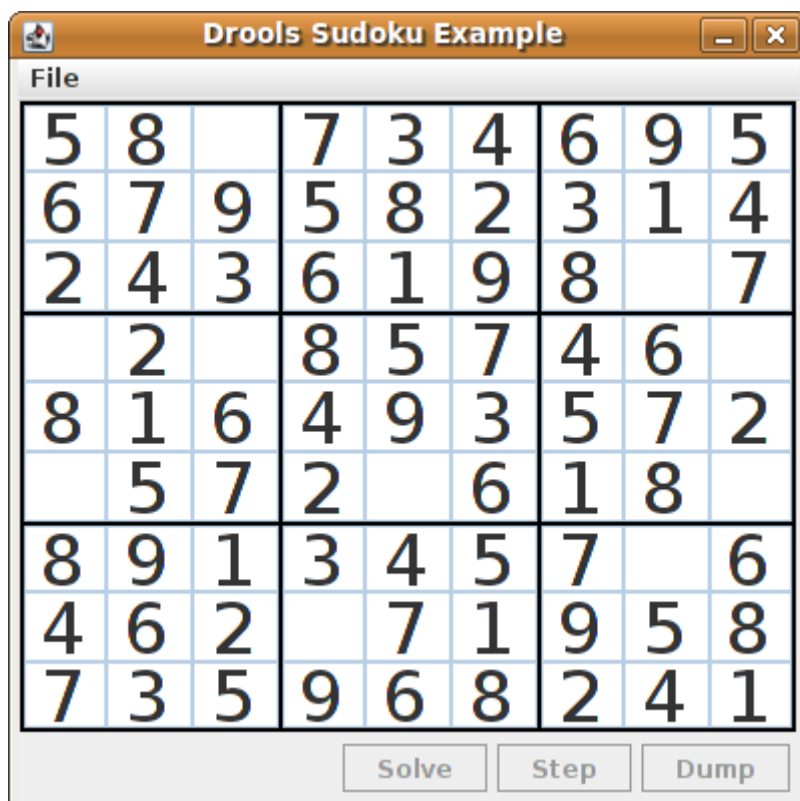 Drools Sudoku Example
File
5 8 7 3 4 6 9 5
6 7 9 5 8 2 3 1 4
2 4 3 6 1 9 8 7
2 8 5 7 4 6
8 1 6 4 9 3 5 7 2
5 7 2 6 1 8
8 9 1 3 4 5 7 6
4 6 2 7 1 9 5 8
7 3 5 9 6 8 2 4 1
Solve Step Dump